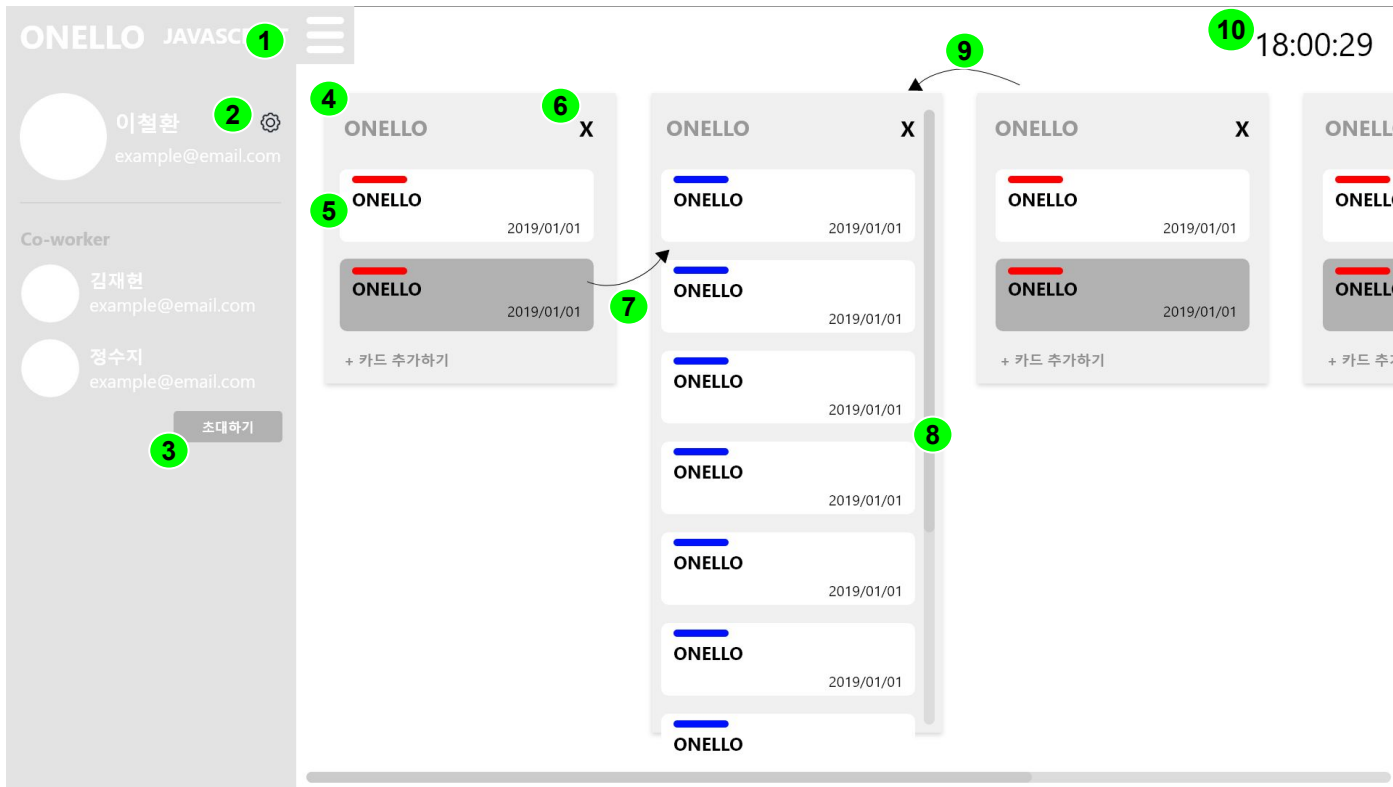 ONELLO JAVASCRIPT 1
이철환 2
example@email.com
Co-worker
김재헌
example@email.com
정수지
example@email.com
초대하기
3
10
18:00:29
9
4
6
ONELLO X
5
ONELLO
2019/01/01
ONELLO
2019/01/01
7
+ 카드 추가하기
ONELLO X
ONELLO
2019/01/01
ONELLO
2019/01/01
ONELLO
2019/01/01
8
ONELLO
2019/01/01
ONELLO
2019/01/01
ONELLO
2019/01/01
ONELLO
ONELLO X
ONELLO
2019/01/01
ONELLO
2019/01/01
+ 카드 추가하기
ONELL
ONELLO
ONELLO
+ 카드